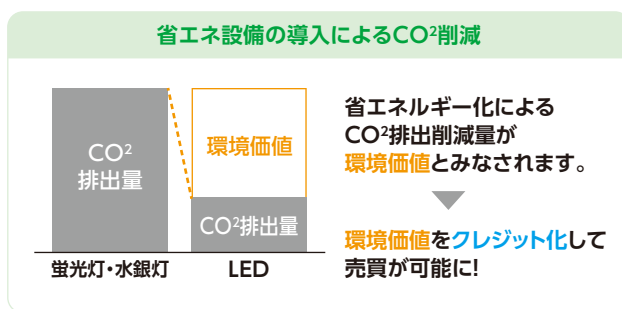 省エネ設備の導入によるCO²削減
CO²
排出量
環境価値
CO²排出量
蛍光灯・水銀灯
LED
省エネルギー化による
CO²排出削減量が
環境価値とみなされます。
環境価値をクレジット化して
売買が可能に!